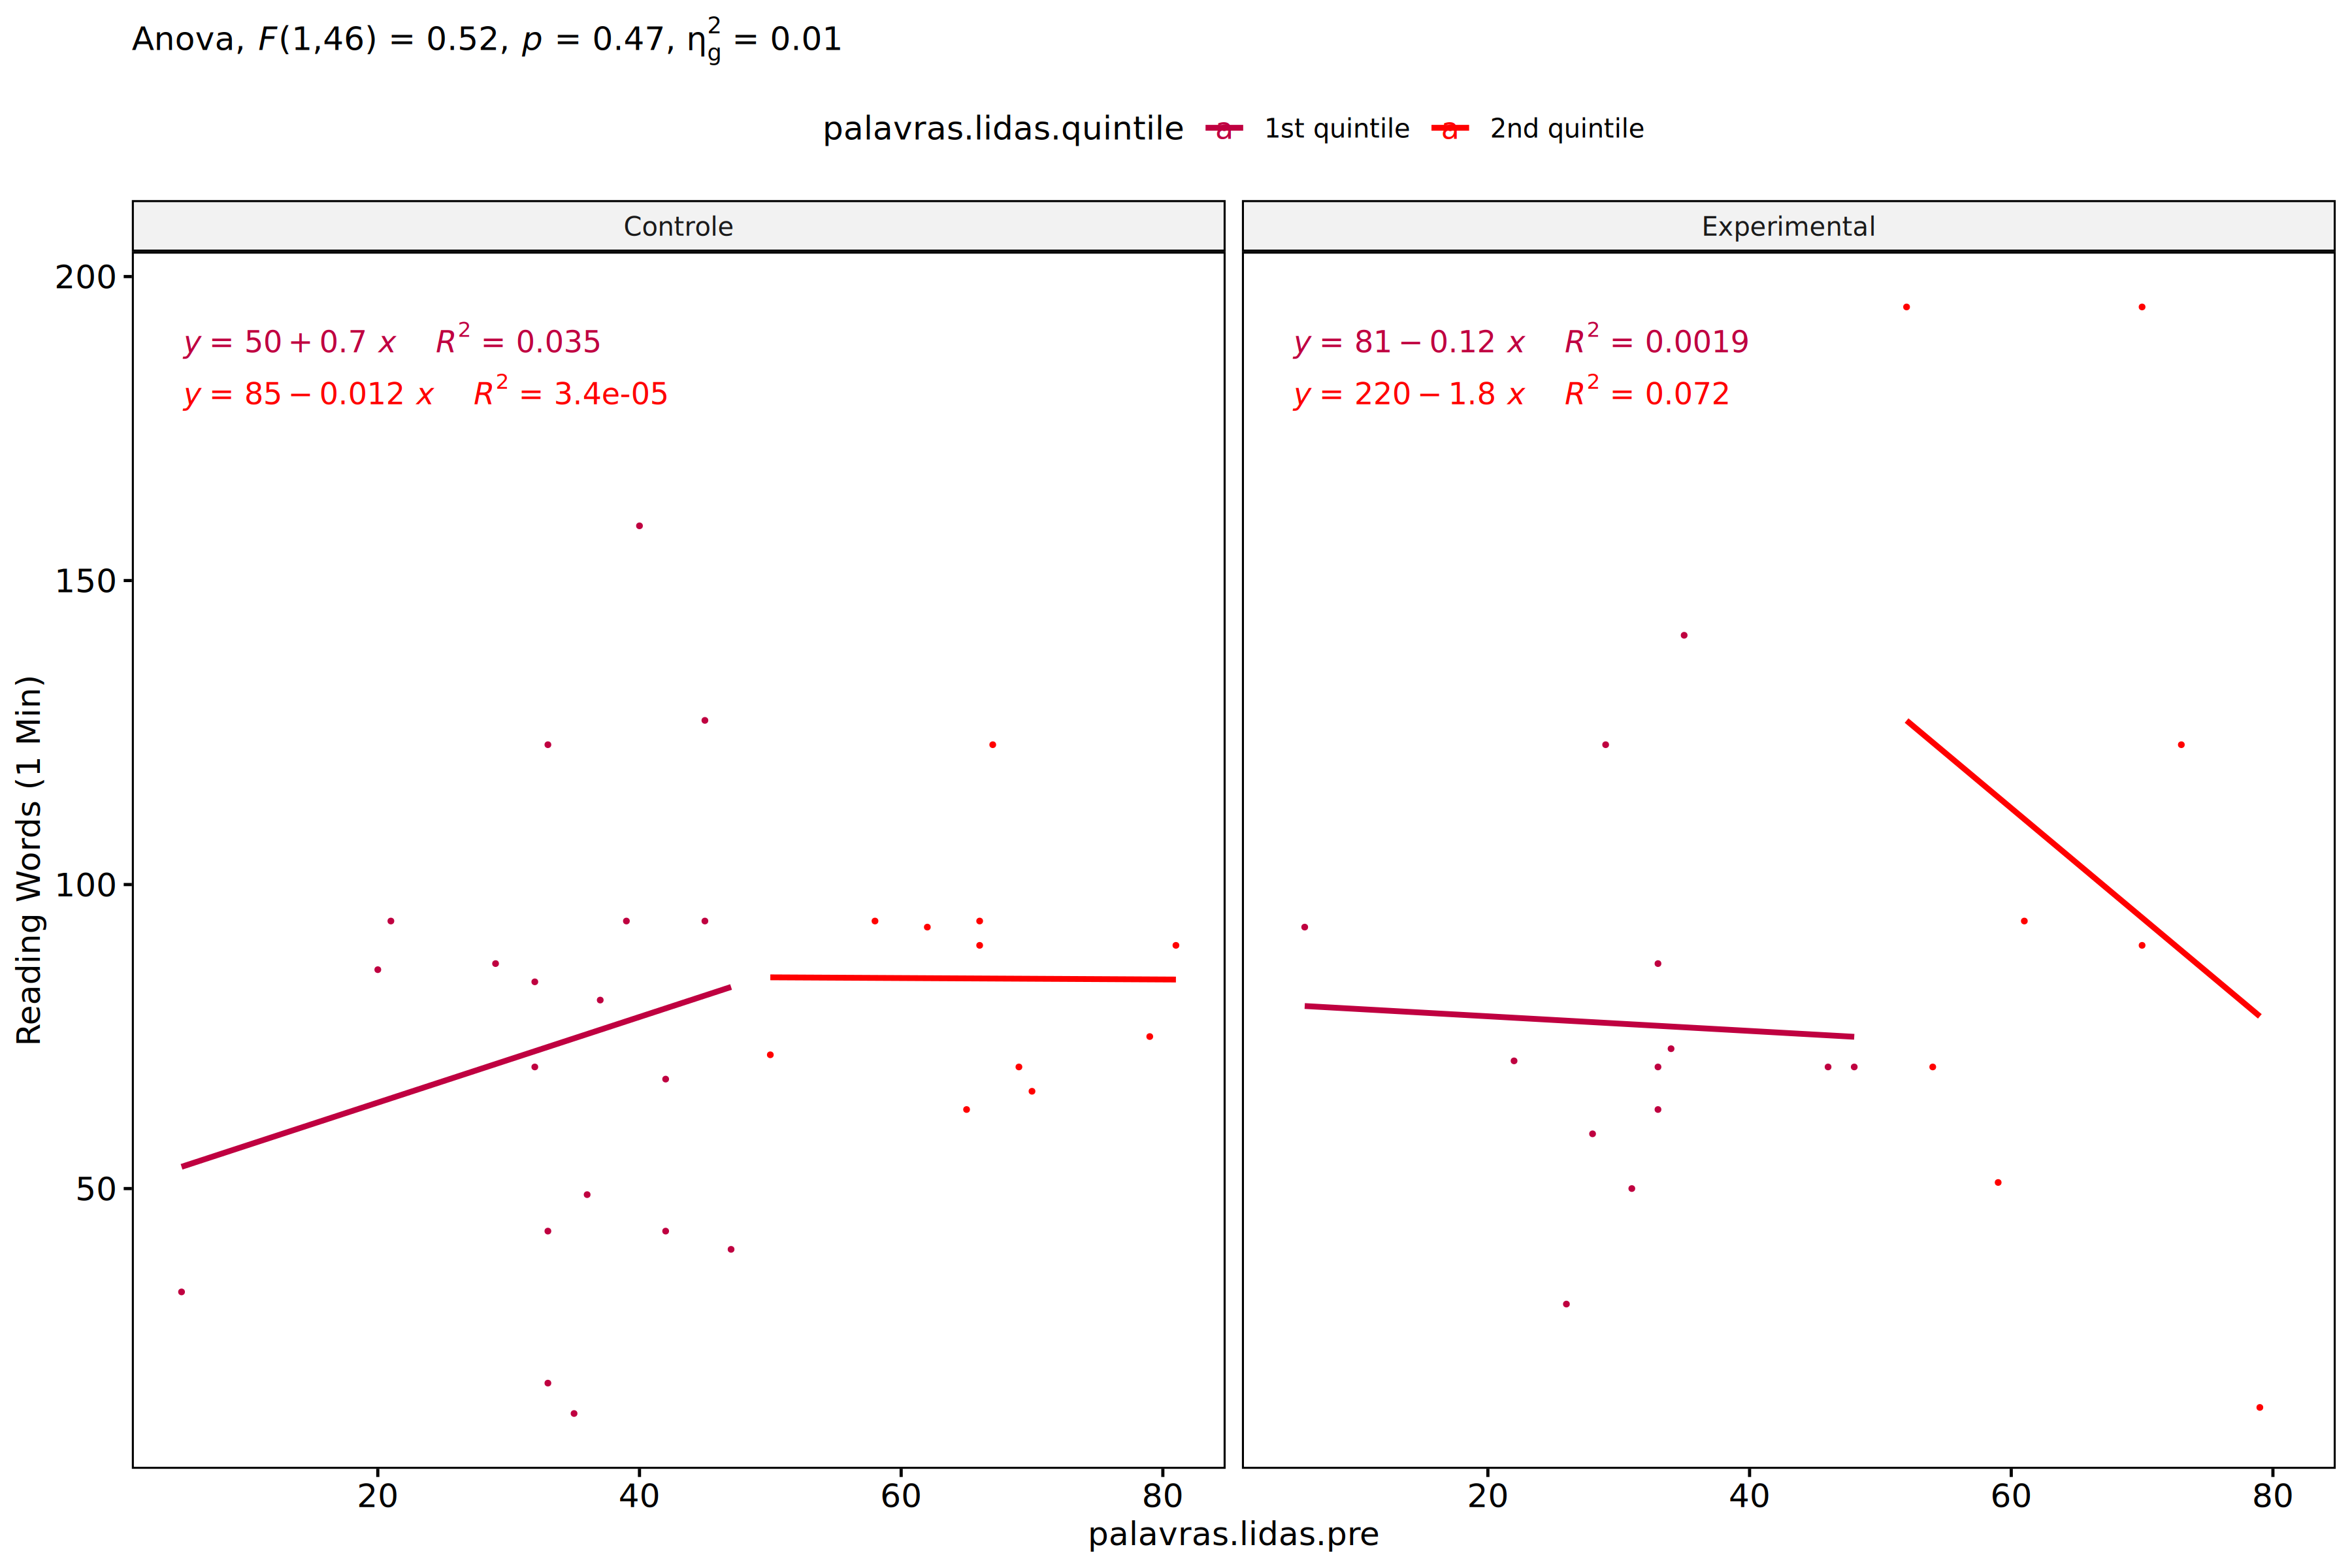 Anova, F(1,46) = 0.52, p = 0.47, η²g = 0.01
palavras.lidas.quintile a 1st quintile a 2nd quintile
Controle Experimental
200
150
100
50
Reading Words (1 Min)
y = 50 + 0.7 x R² = 0.035
y = 85 − 0.012 x R² = 3.4e-05
y = 81 − 0.12 x R² = 0.0019
y = 220 − 1.8 x R² = 0.072
20 40 60 80 20 40 60 80
palavras.lidas.pre